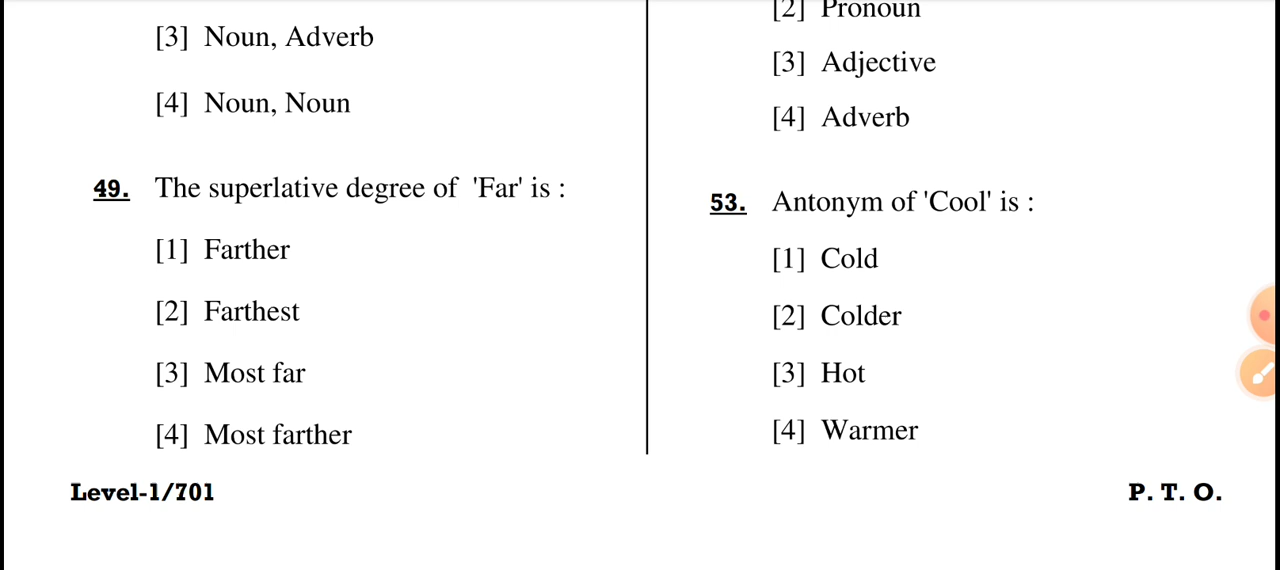 [3] Noun, Adverb
[4] Noun, Noun
49. The superlative degree of 'Far' is :
[1] Farther
[2] Farthest
[3] Most far
[4] Most farther
[2] Pronoun
[3] Adjective
[4] Adverb
53. Antonym of 'Cool' is :
[1] Cold
[2] Colder
[3] Hot
[4] Warmer
Level-1/701
P. T. O.